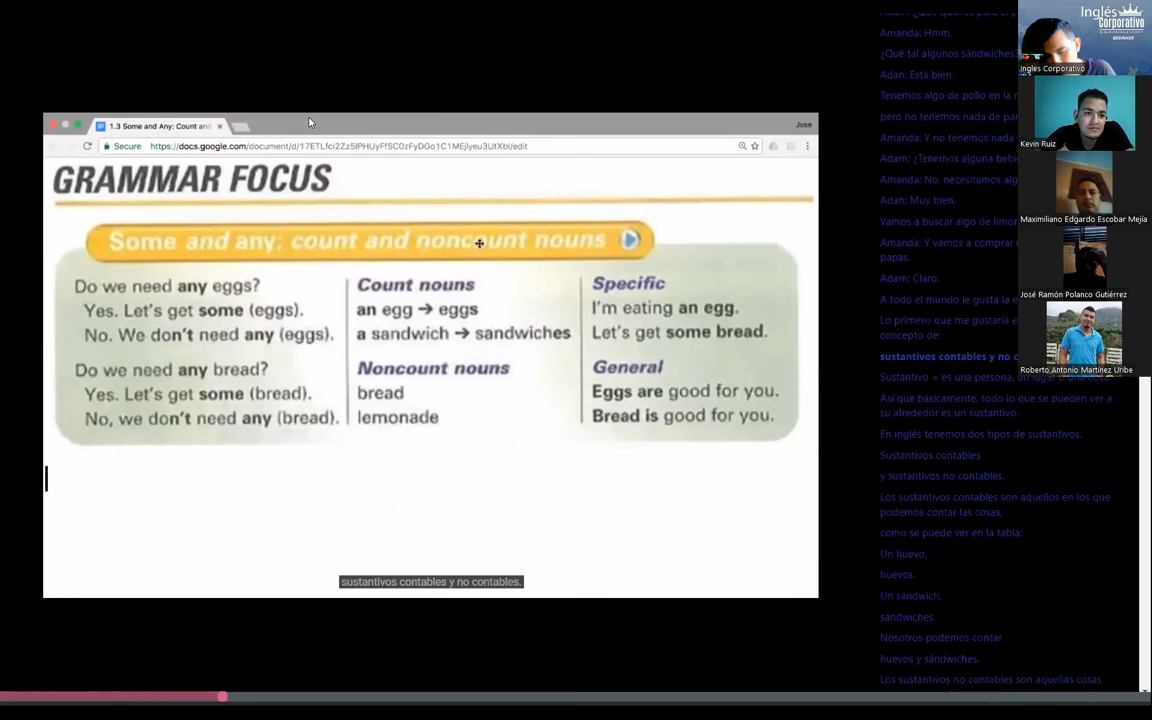 1.3 Some and Any: Count and
Jose
Secure
https://docs.google.com/document/d/17ETLfci2Zz5lPHUyFfSC0zFyDGo1C1MEjlyeu3UtXbI/edit
GRAMMAR FOCUS
Some and any; count and noncount nouns
Do we need any eggs?
Yes. Let's get some (eggs).
No. We don't need any (eggs).
Do we need any bread?
Yes. Let's get some (bread).
No, we don't need any (bread).
Count nouns
an egg → eggs
a sandwich → sandwiches
Noncount nouns
bread
lemonade
Specific
I'm eating an egg.
Let's get some bread.
General
Eggs are good for you.
Bread is good for you.
sustantivos contables y no contables.
Amanda: Hmm.
¿Qué tal algunos sándwiches?
Adan: Está bien.
Tenemos algo de pollo en la
pero no tenemos nada de
Amanda: Y no tenemos nada
Adam: ¿Tenemos alguna
Amanda: No. necesitamos
Adan: Muy bien.
Vamos a buscar algo de
Amanda: Y vamos a comprar
papas.
Adam: Claro.
A todo el mundo le gusta la
Lo primero que me gustaría
concepto de:
sustantivos contables y no
Sustantivo = es una persona, un lugar o una cosa
Así que básicamente, todo lo que se pueden ver a
su alrededor es un sustantivo.
En inglés tenemos dos tipos de sustantivos.
Sustantivos contables
y sustantivos no contables.
Los sustantivos contables son aquellos en los que
podemos contar las cosas,
como se puede ver en la tabla:
Un huevo,
huevos.
Un sándwich,
sándwiches.
Nosotros podemos contar
huevos y sándwiches.
Los sustantivos no contables son aquellas cosas
Inglés
Corporativo
BEGINNER
Ingles Corporativo
Kevin Ruiz
Maximiliano Edgardo Escobar Mejía
José Ramón Polanco Gutiérrez
Roberto Antonio Martínez Uribe